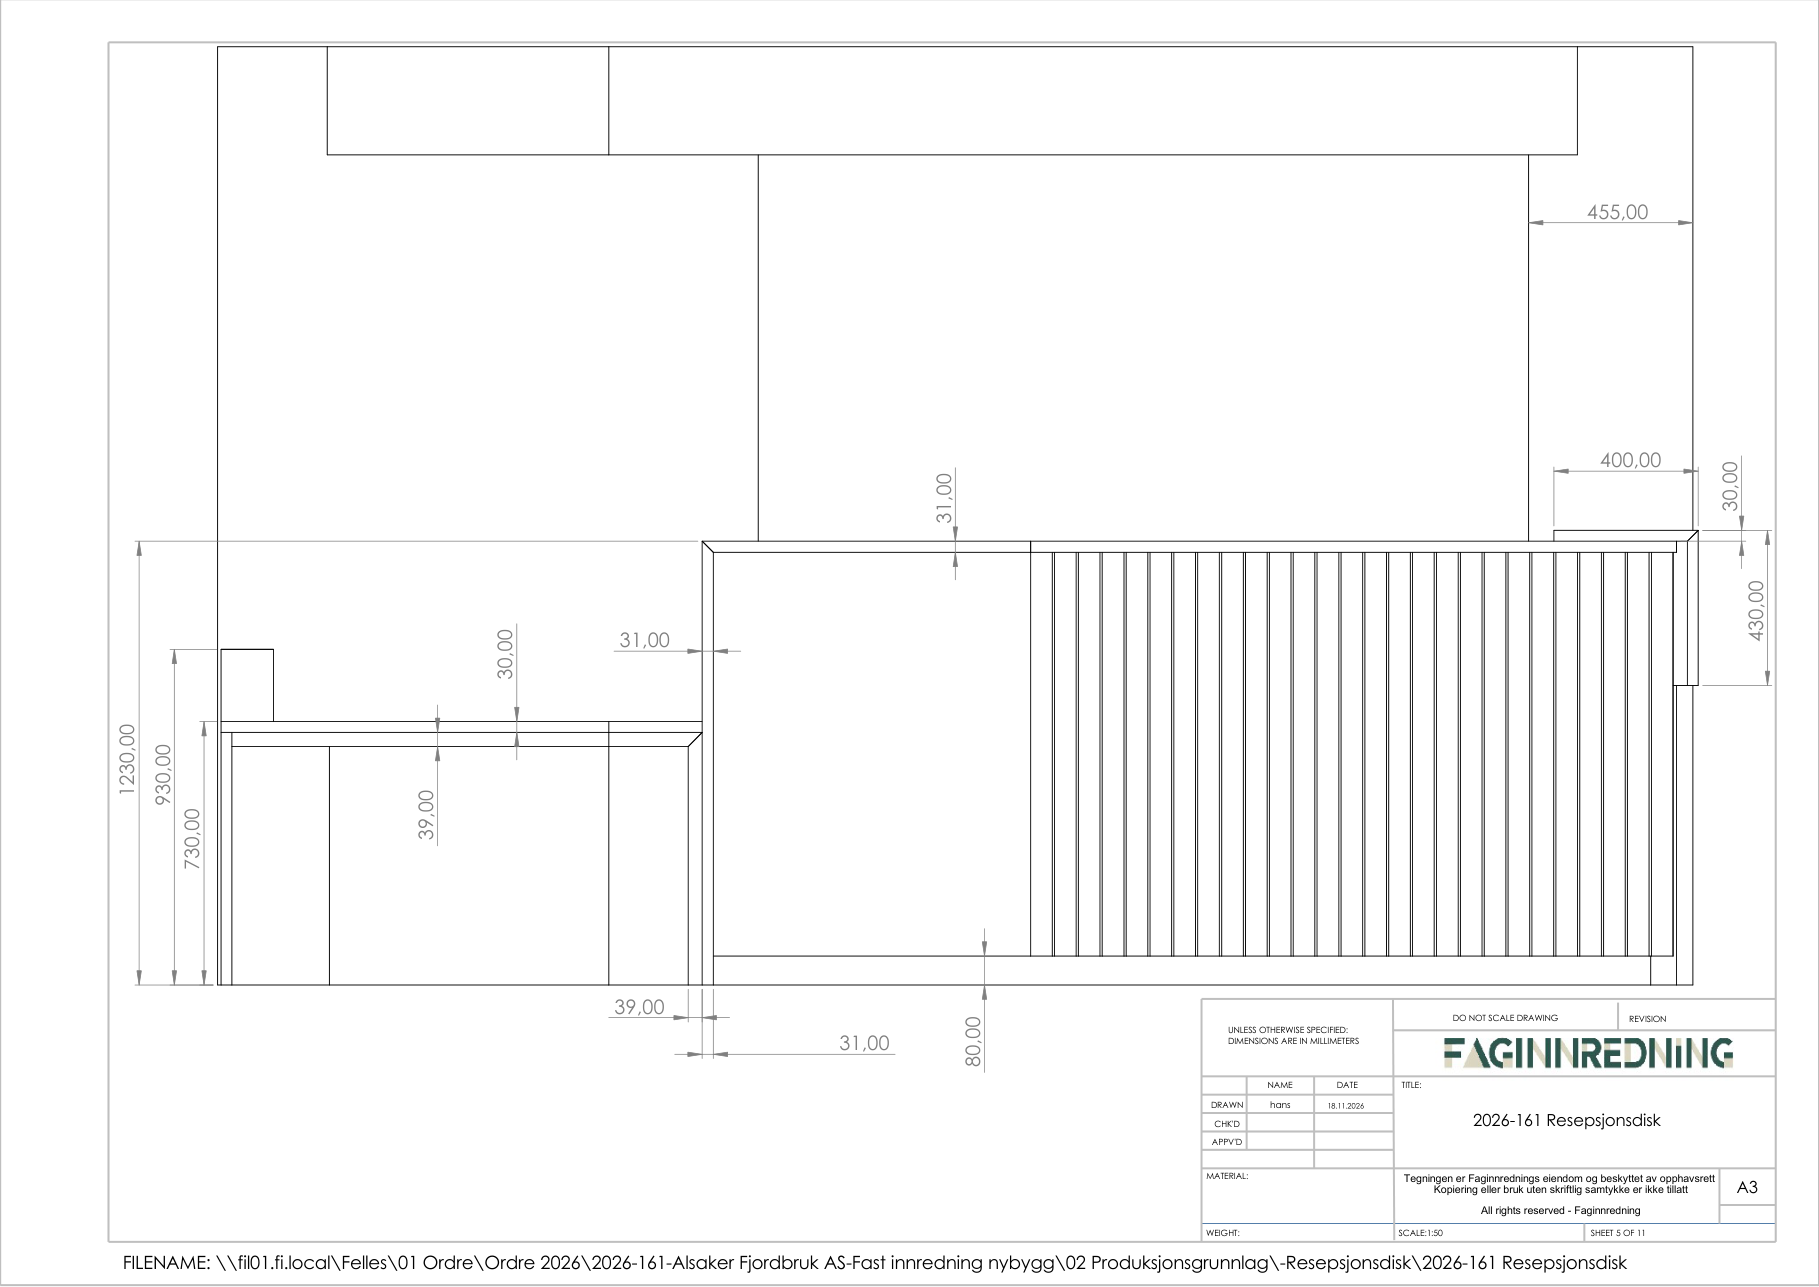 455,00
400,00
30,00
31,00
430,00
30,00
31,00
1230,00
930,00
730,00
39,00
39,00
31,00
80,00
UNLESS OTHERWISE SPECIFIED:
DIMENSIONS ARE IN MILLIMETERS
DO NOT SCALE DRAWING
REVISION
FAGINNREDNING
NAME
DATE
TITLE:
DRAWN
hans
18.11.2026
CHK'D
APPV'D
2026-161 Resepsjonsdisk
MATERIAL:
Tegningen er Faginnrednings eiendom og beskyttet av opphavsrett
Kopiering eller bruk uten skriftlig samtykke er ikke tillatt
All rights reserved - Faginnredning
A3
WEIGHT:
SCALE:1:50
SHEET 5 OF 11
FILENAME: \\fil01.fi.local\Felles\01 Ordre\Ordre 2026\2026-161-Alsaker Fjordbruk AS-Fast innredning nybygg\02 Produksjonsgrunnlag\-Resepsjonsdisk\2026-161 Resepsjonsdisk